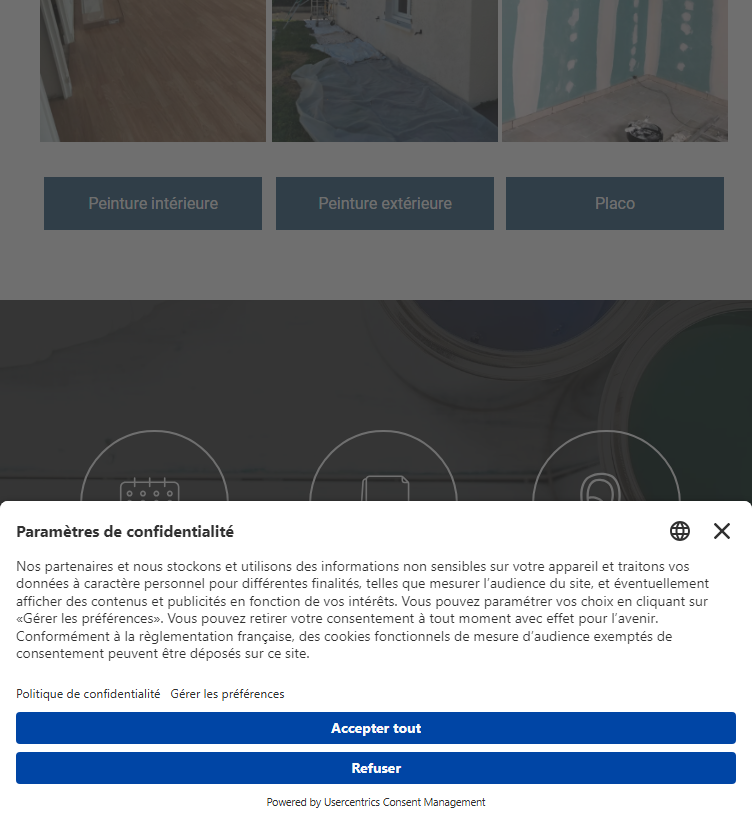 Peinture intérieure
Peinture extérieure
Placo
Paramètres de confidentialité
Nos partenaires et nous stockons et utilisons des informations non sensibles sur votre appareil et traitons vos
données à caractère personnel pour différentes finalités, telles que mesurer l’audience du site, et éventuellement
afficher des contenus et publicités en fonction de vos intérêts. Vous pouvez paramétrer vos choix en cliquant sur
«Gérer les préférences». Vous pouvez retirer votre consentement à tout moment avec effet pour l’avenir.
Conformément à la règlementation française, des cookies fonctionnels de mesure d’audience exemptés de
consentement peuvent être déposés sur ce site.
Politique de confidentialité Gérer les préférences
Accepter tout
Refuser
Powered by Usercentrics Consent Management